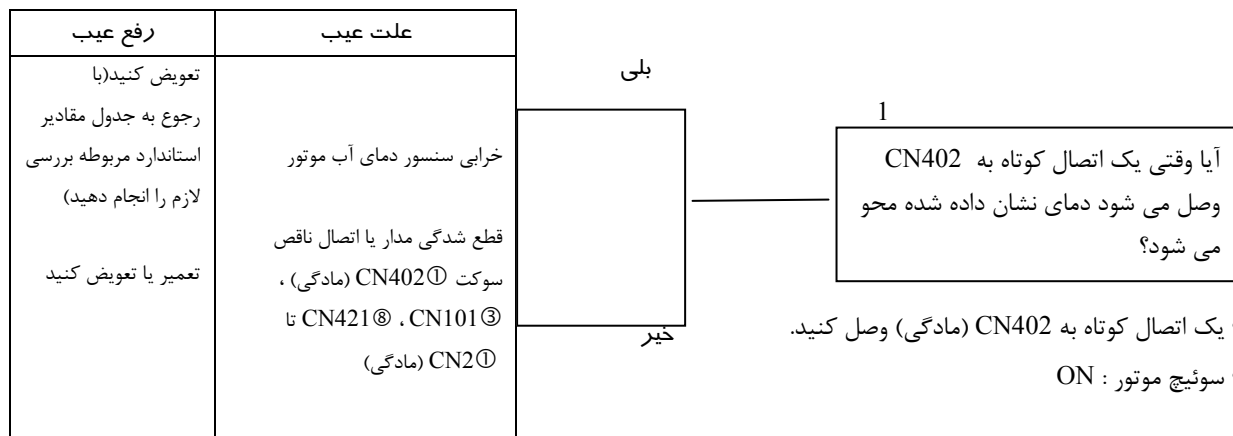 علت عیب
رفع عیب
بلی
1
آیا وقتی یک اتصال کوتاه به CN402
وصل می شود دمای نشان داده شده محو
می شود؟
خیر
یک اتصال کوتاه به CN402 (مادگی) وصل کنید.
سوئیچ موتور : ON
خرابی سنسور دمای آب موتور
تعویض کنید(با
رجوع به جدول مقادیر
استاندارد مربوطه بررسی
لازم را انجام دهید)
قطع شدگی مدار یا اتصال ناقص
سوکت CN402① (مادگی) ،
CN101③ ، CN421⑧ تا
CN2① (مادگی)
تعمیر یا تعویض کنید